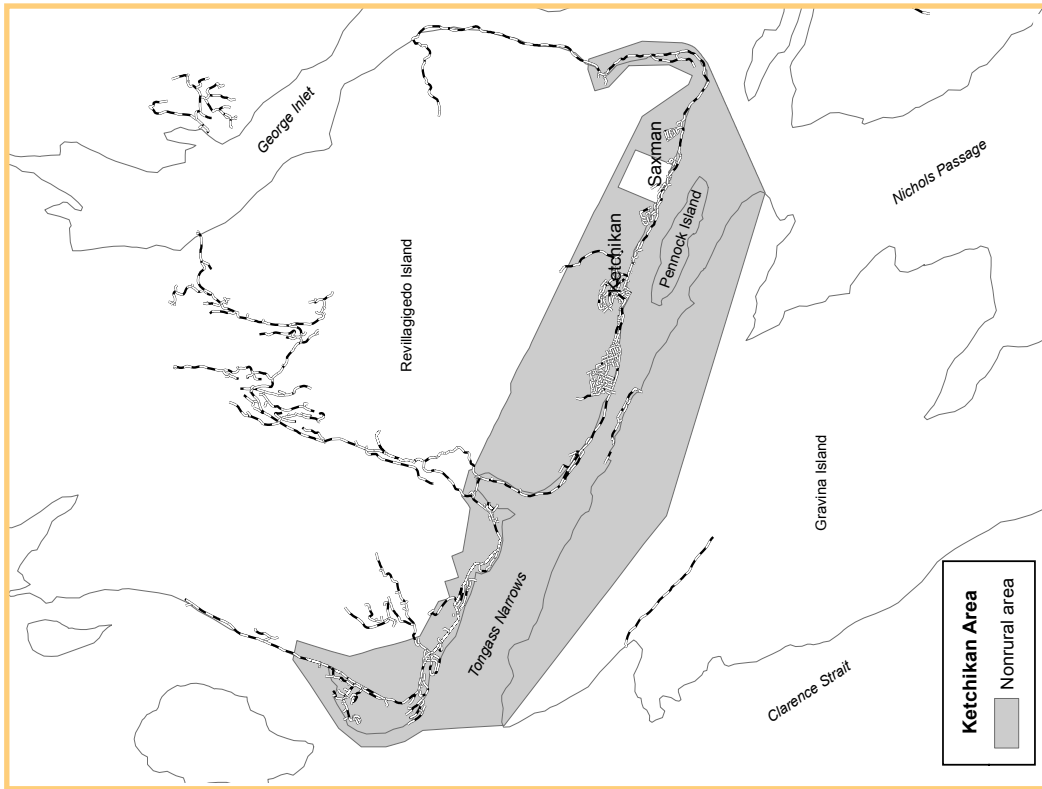 George Inlet
Revillagigedo Island
Ketchikan
Saxman
Pennock Island
Nichols Passage
Tongass Narrows
Gravina Island
Clarence Strait
Ketchikan Area
Nonrural area